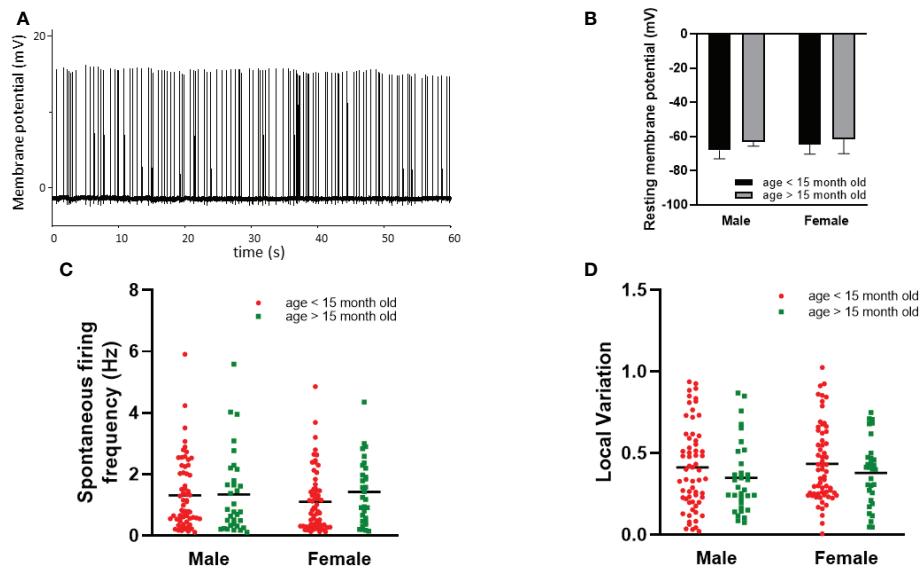 A
Membrane potential (mV)
20
0
0 10 20 30 40 50 60
time (s)
B
Resting membrane potential (mV)
0
-20
-40
-60
-80
-100
age < 15 month old
age > 15 month old
Male Female
C
Spontaneous firing
frequency (Hz)
8
6
4
2
0
age < 15 month old
age > 15 month old
Male Female
D
Local Variation
1.5
1.0
0.5
0.0
age < 15 month old
age > 15 month old
Male Female